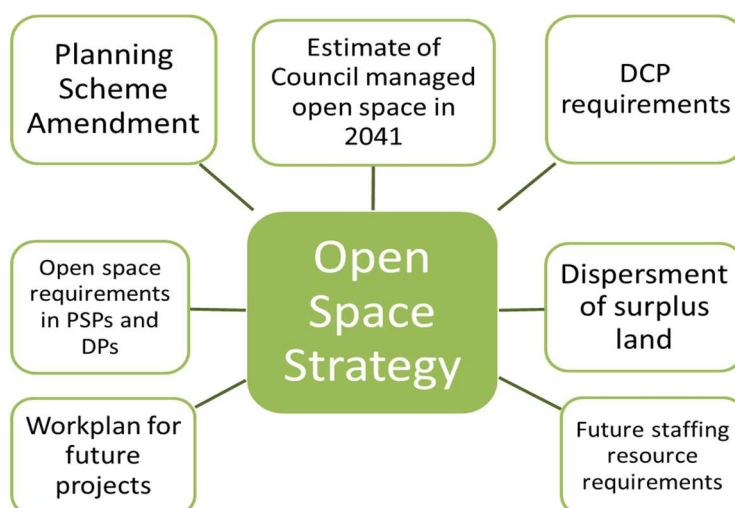 Planning
Scheme
Amendment
Estimate of
Council managed
open space in
2041
DCP
requirements
Open space
requirements
in PSPs and
DPs
Open
Space
Strategy
Dispersment
of surplus
land
Workplan for
future
projects
Future staffing
resource
requirements